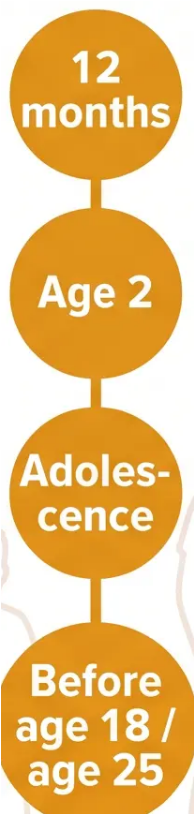 12
months
Age 2
Adoles-
cence
Before
age 18 /
age 25